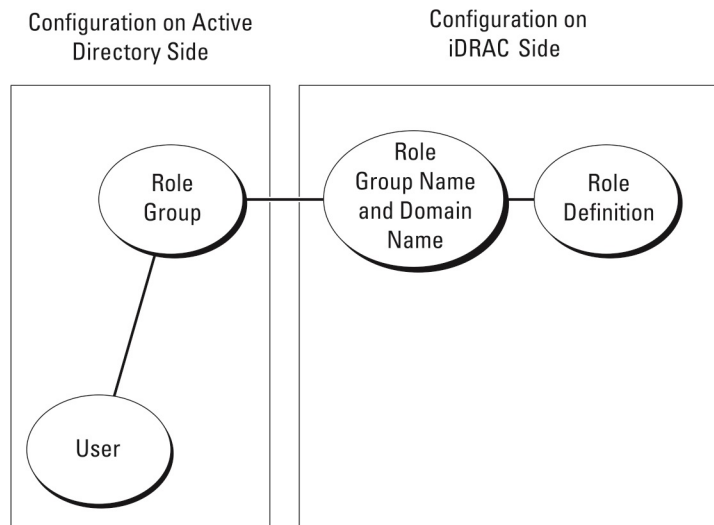 Configuration on Active
Directory Side
Configuration on
iDRAC Side
Role
Group
Role
Group Name
and Domain
Name
Role
Definition
User